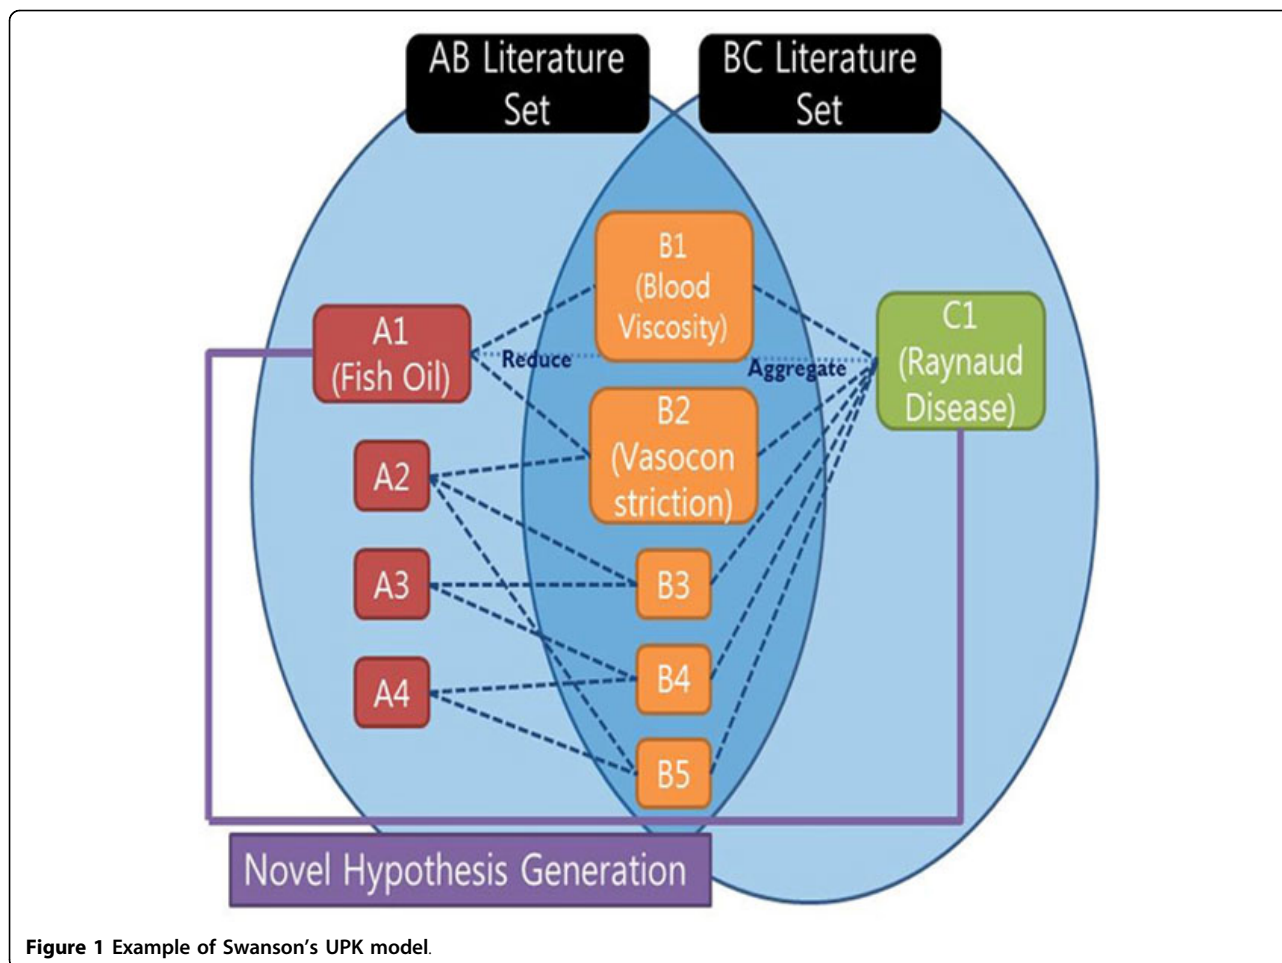 AB Literature
Set
BC Literature
Set
B1
(Blood
Viscosity)
A1
(Fish Oil)
Reduce
Aggregate
C1
(Raynaud
Disease)
B2
(Vasocon
striction)
A2
A3
B3
A4
B4
B5
Novel Hypothesis Generation
Figure 1 Example of Swanson's UPK model.